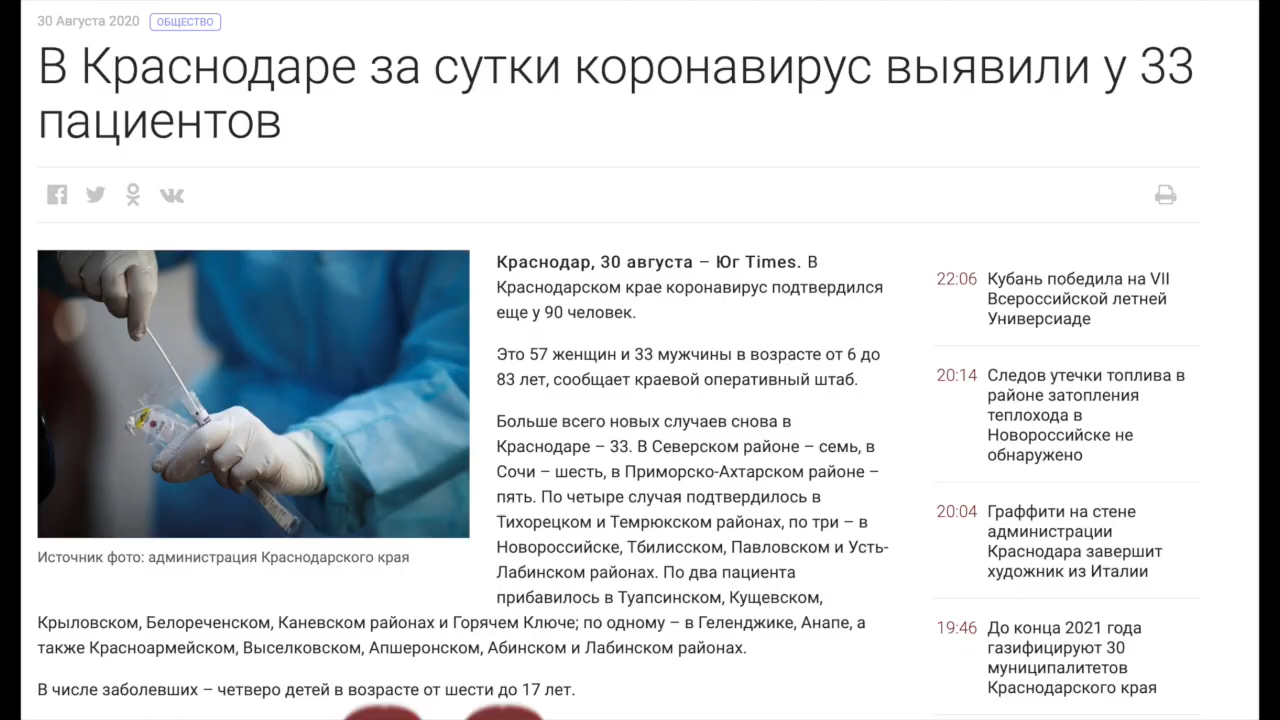 30 Августа 2020 ОБЩЕСТВО
В Краснодаре за сутки коронавирус выявили у 33
пациентов
Краснодар, 30 августа – Юг Times. В
Краснодарском крае коронавирус подтвердился
еще у 90 человек.
Это 57 женщин и 33 мужчины в возрасте от 6 до
83 лет, сообщает краевой оперативный штаб.
Больше всего новых случаев снова в
Краснодаре – 33. В Северском районе – семь, в
Сочи – шесть, в Приморско-Ахтарском районе –
пять. По четыре случая подтвердилось в
Тихорецком и Темрюкском районах, по три – в
Новороссийске, Тбилисском, Павловском и Усть-
Лабинском районах. По два пациента
прибавилось в Туапсинском, Кущевском,
Крыловском, Белореченском, Каневском районах и Горячем Ключе; по одному – в Геленджике, Анапе, а
также Красноармейском, Выселковском, Апшеронском, Абинском и Лабинском районах.
В числе заболевших – четверо детей в возрасте от шести до 17 лет.
Источник фото: администрация Краснодарского края
22:06 Кубань победила на VII
Всероссийской летней
Универсиаде
20:14 Следов утечки топлива в
районе затопления
теплохода в
Новороссийске не
обнаружено
20:04 Граффити на стене
администрации
Краснодара завершит
художник из Италии
19:46 До конца 2021 года
газифицируют 30
муниципалитетов
Краснодарского края